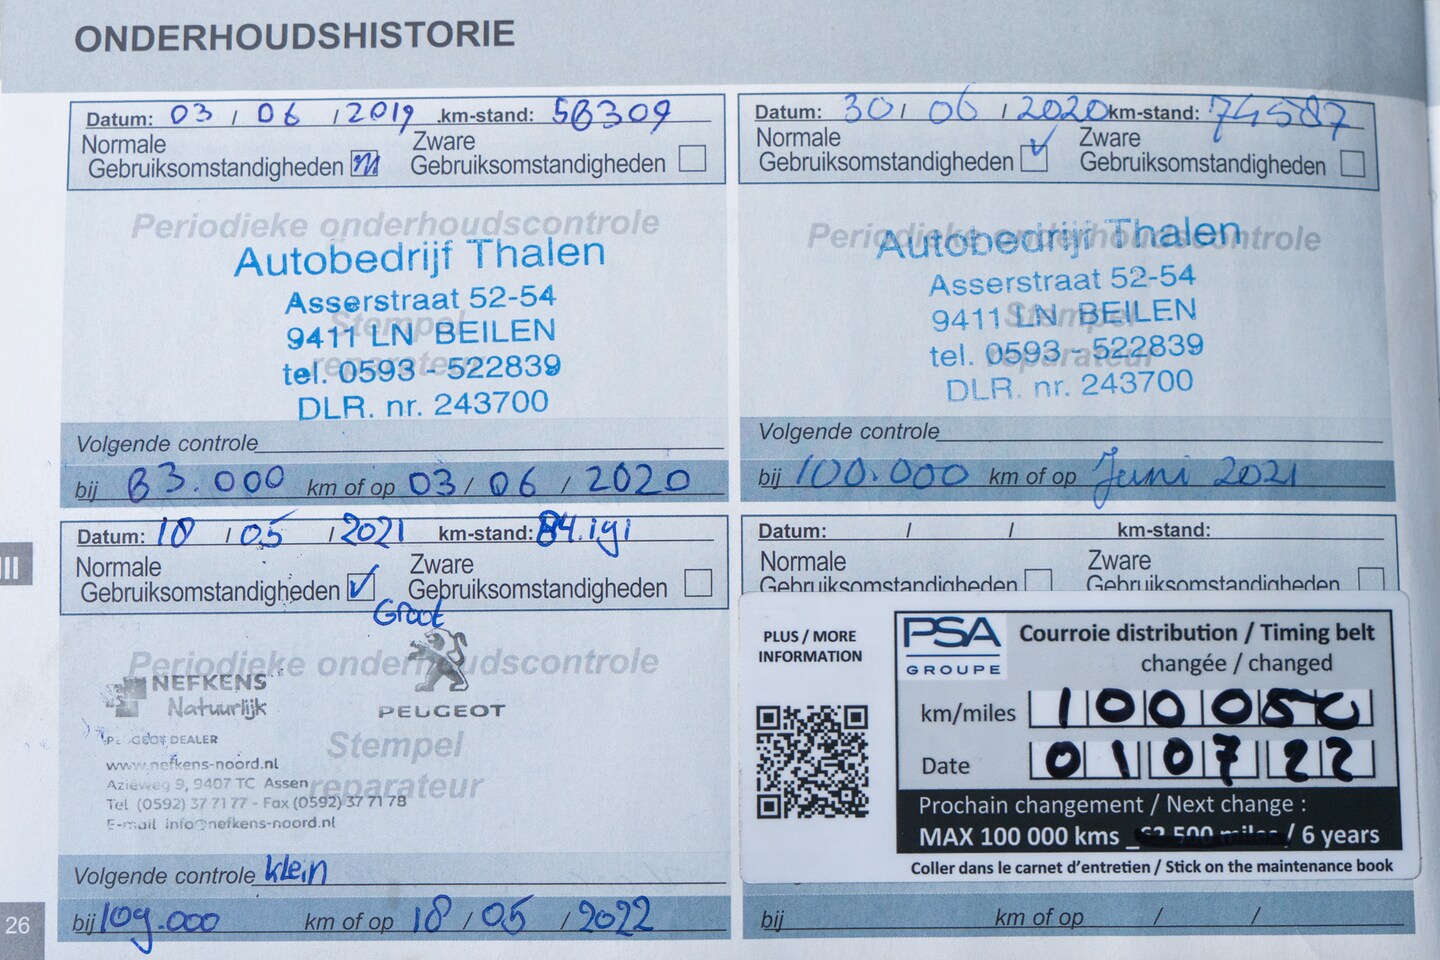 ONDERHOUDSHISTORIE
Datum: 03 / 06 / 2019 km-stand: 58309
Normale
Gebruiksomstandigheden
Zware
Gebruiksomstandigheden
Periodieke onderhoudscontrole
Autobedrijf Thalen
Asserstraat 52-54
Stempel
9411 LN BEILEN
reparateur
tel. 0593 - 522839
DLR. nr. 243700
Volgende controle
bij 83.000 km of op 03 / 06 / 2020
Datum: 30 / 06 / 2020 km-stand: 74587
Normale
Gebruiksomstandigheden
Zware
Gebruiksomstandigheden
Periodieke onderhoudscontrole
Autobedrijf Thalen
Asserstraat 52-54
Stempel
9411 LN BEILEN
reparateur
tel. 0593 - 522839
DLR. nr. 243700
Volgende controle
bij 100.000 km of op Juni 2021
III
Datum: 18 / 05 / 2021 km-stand: 84.191
Normale
Gebruiksomstandigheden
Zware
Gebruiksomstandigheden
Groot
Periodieke onderhoudscontrole
NEFKENS
Natuurlijk
PEUGEOT
PEUGEOT DEALER
Stempel
www.nefkens-noord.nl
reparateur
Azieweg 9, 9407 TC Assen
Tel (0592) 37 71 77 - Fax (0592) 37 71 78
E-mail info@nefkens-noord.nl
Volgende controle klein
bij 109.000 km of op 18 / 05 / 2022
26
Datum: / / km-stand:
Normale
Gebruiksomstandigheden
Zware
Gebruiksomstandigheden
PLUS / MORE
INFORMATION
PSA
GROUPE
Courroie distribution / Timing belt
changée / changed
km/miles 100050
Date 010722
Prochain changement / Next change :
MAX 100 000 kms 62 500 miles / 6 years
Coller dans le carnet d'entretien / Stick on the maintenance book
bij km of op / /